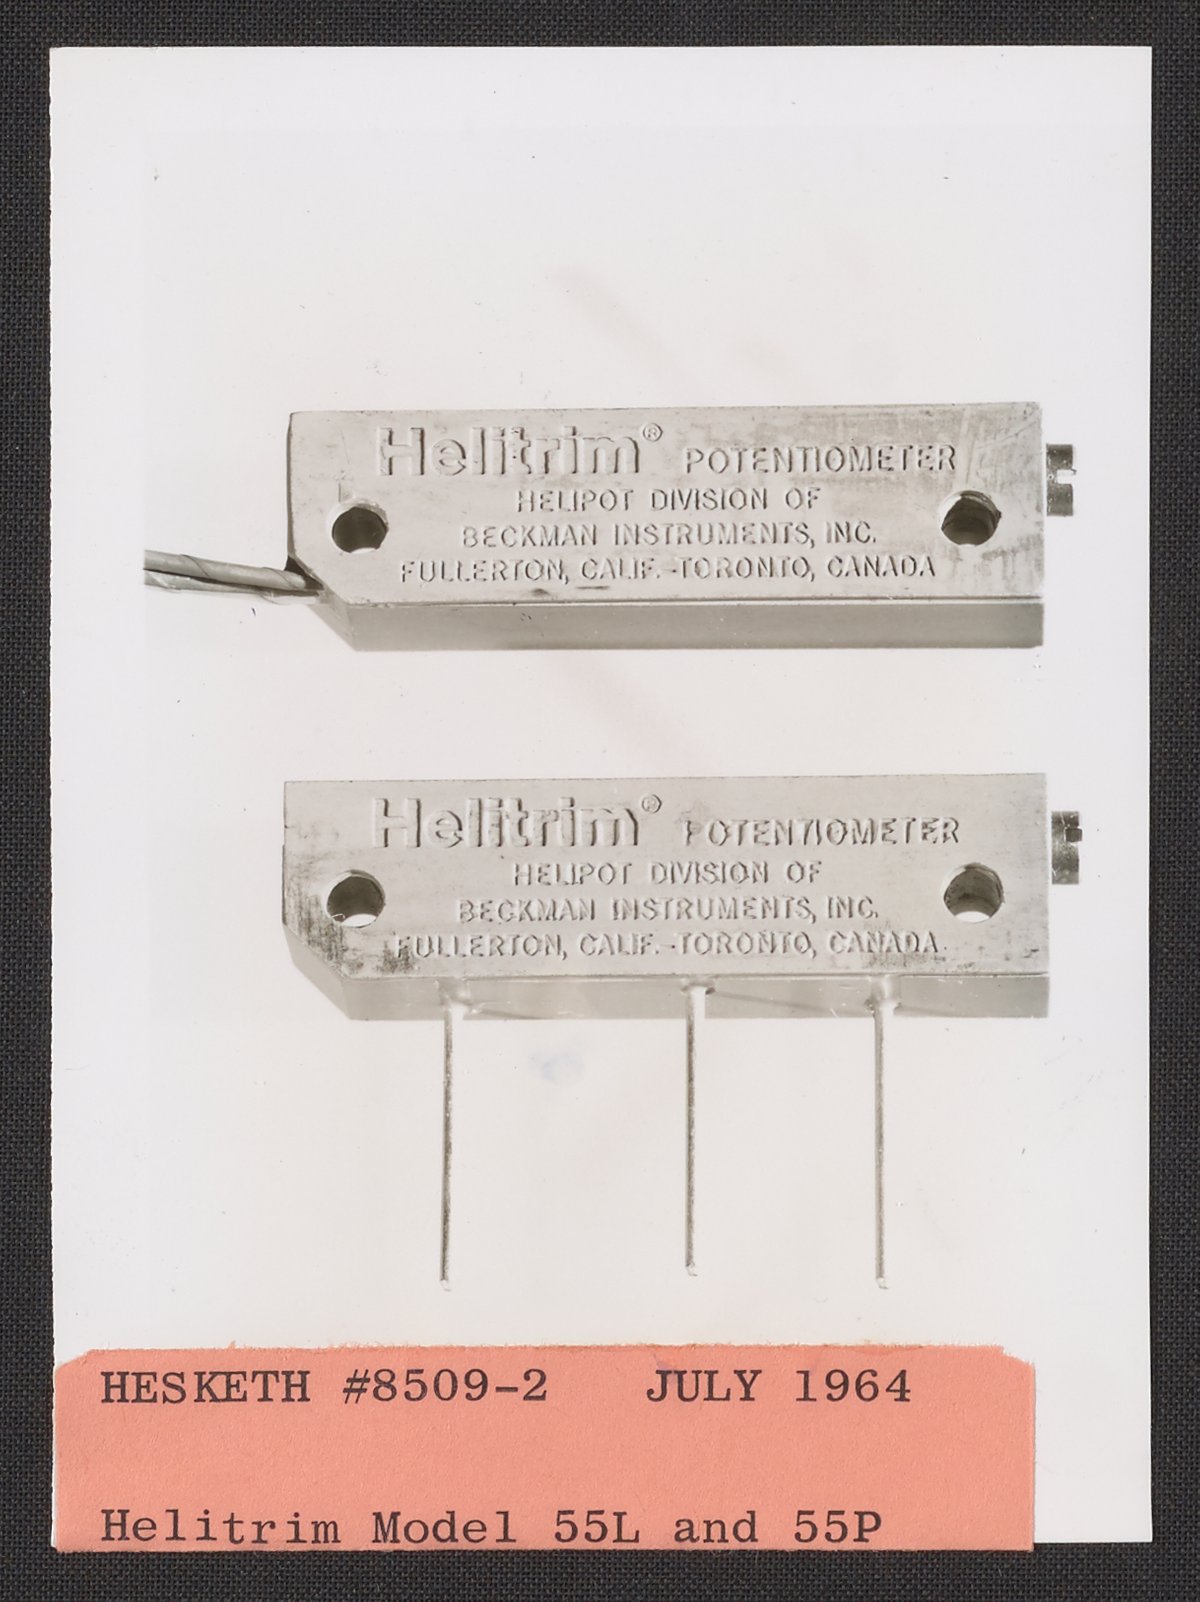 Helitrim® POTENTIOMETER
HELIPOT DIVISION OF
BECKMAN INSTRUMENTS, INC.
FULLERTON, CALIF. - TORONTO, CANADA
Helitrim® POTENTIOMETER
HELIPOT DIVISION OF
BECKMAN INSTRUMENTS, INC.
FULLERTON, CALIF. - TORONTO, CANADA
HESKETH #8509-2 JULY 1964
Helitrim Model 55L and 55P